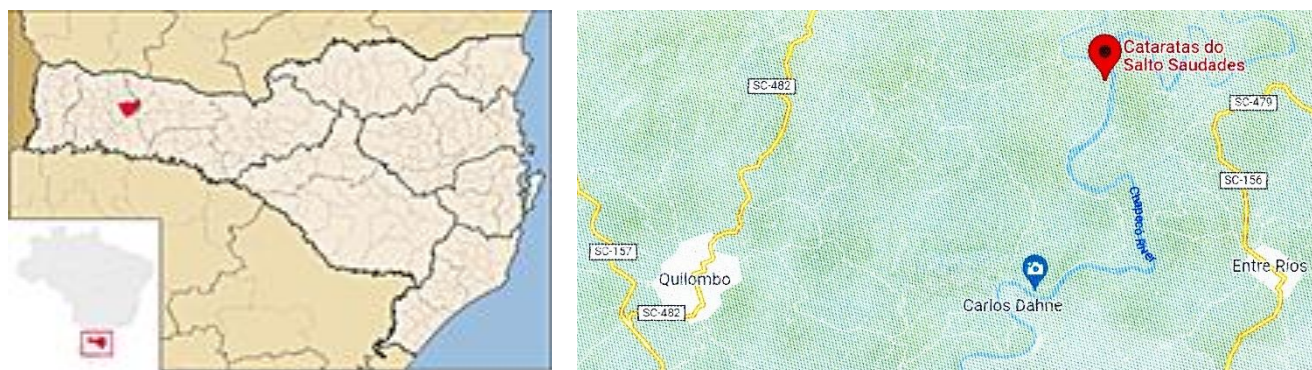 SC-482
Cataratas do
Salto Saudades
SC-479
SC-156
Chapecó River
SC-157
Quilombo
Entre Rios
Carlos Dahne
SC-482